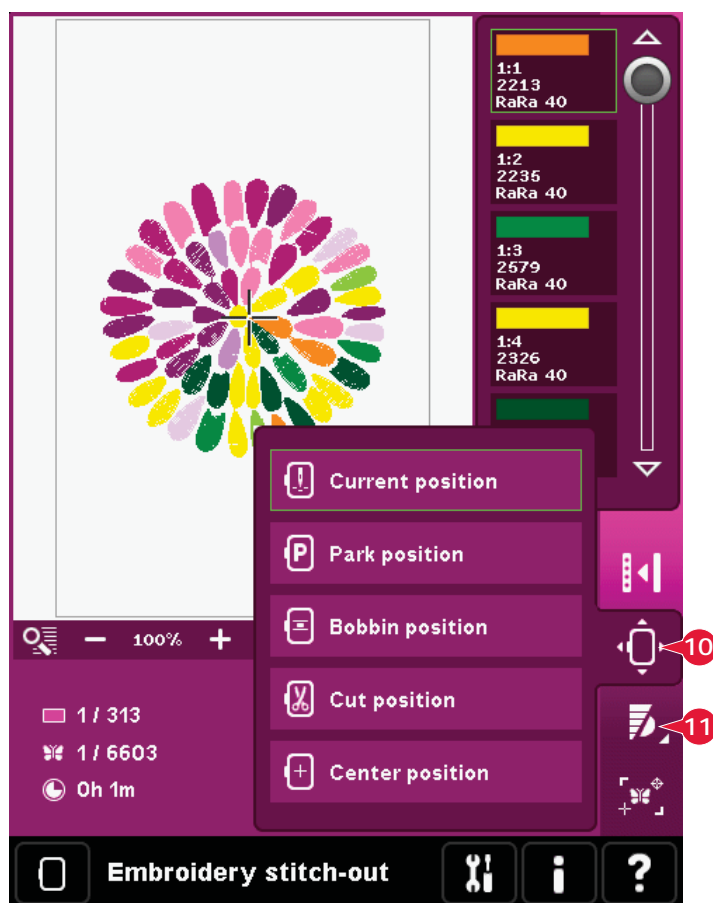 1:1
2213
RaRa 40
1:2
2235
RaRa 40
1:3
2579
RaRa 40
1:4
2326
RaRa 40
Current position
Park position
Bobbin position
Cut position
Center position
100%
10
1 / 313
11
1 / 6603
0h 1m
Embroidery stitch-out
i
?